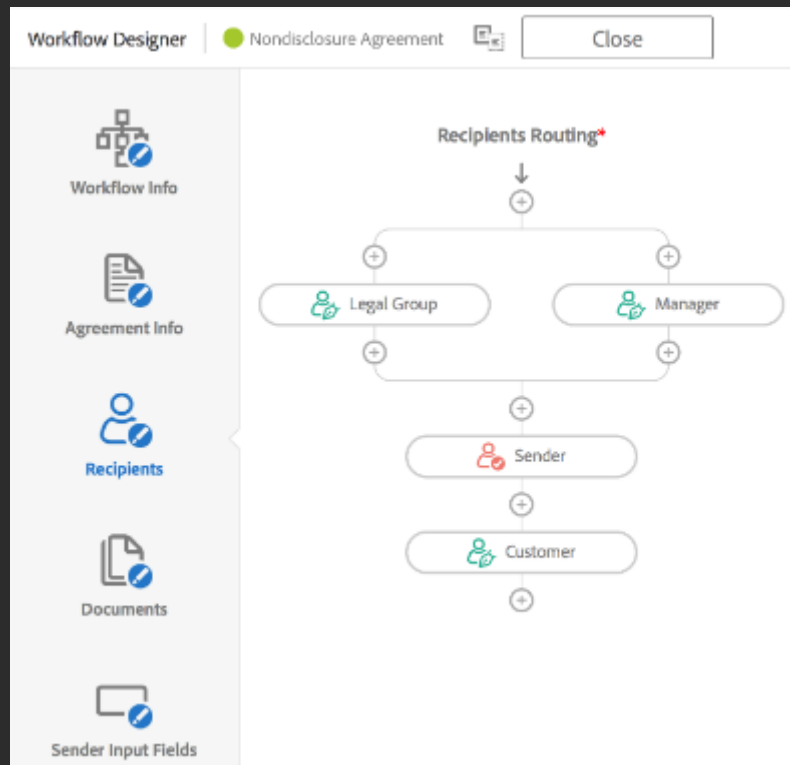 Workflow Designer
Nondisclosure Agreement
Close
Workflow Info
Agreement Info
Recipients
Documents
Sender Input Fields
Recipients Routing*
Legal Group
Manager
Sender
Customer